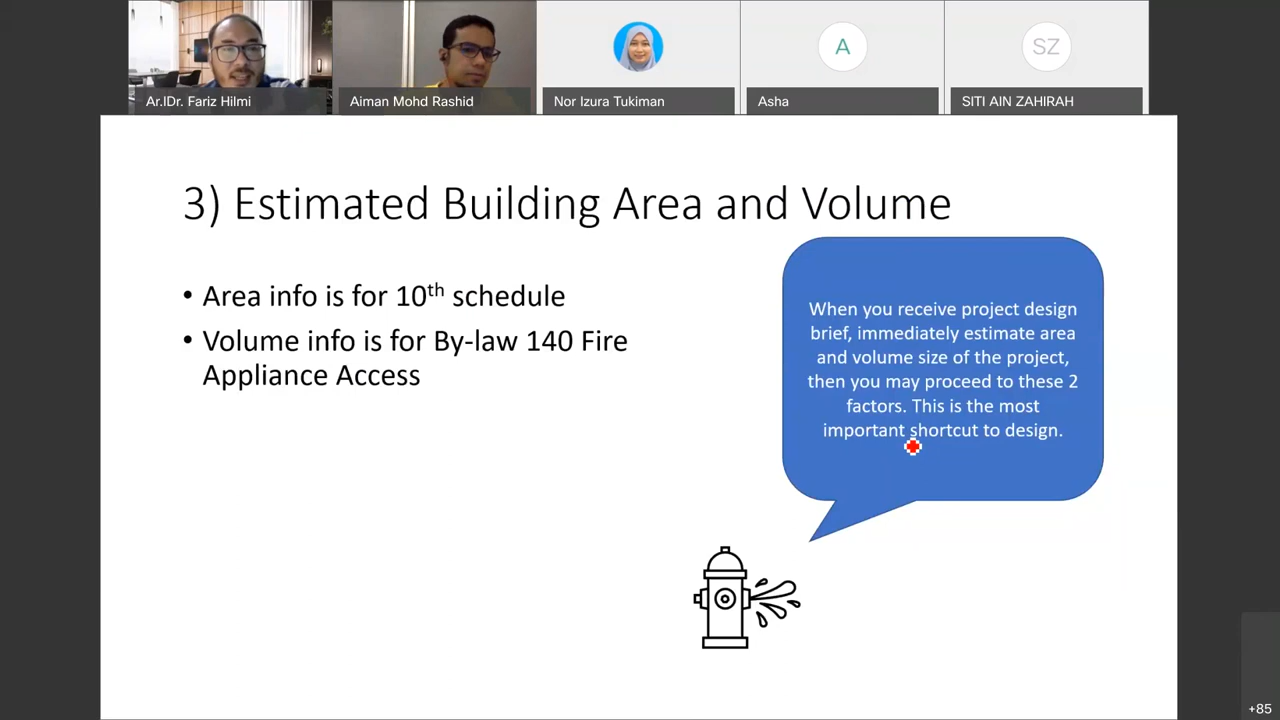 A
SZ
Ar.IDr. Fariz Hilmi
Aiman Mohd Rashid
Nor Izura Tukiman
Asha
SITI AIN ZAHIRAH
3) Estimated Building Area and Volume
• Area info is for 10th schedule
• Volume info is for By-law 140 Fire
Appliance Access
When you receive project design
brief, immediately estimate area
and volume size of the project,
then you may proceed to these 2
factors. This is the most
important shortcut to design.
+85